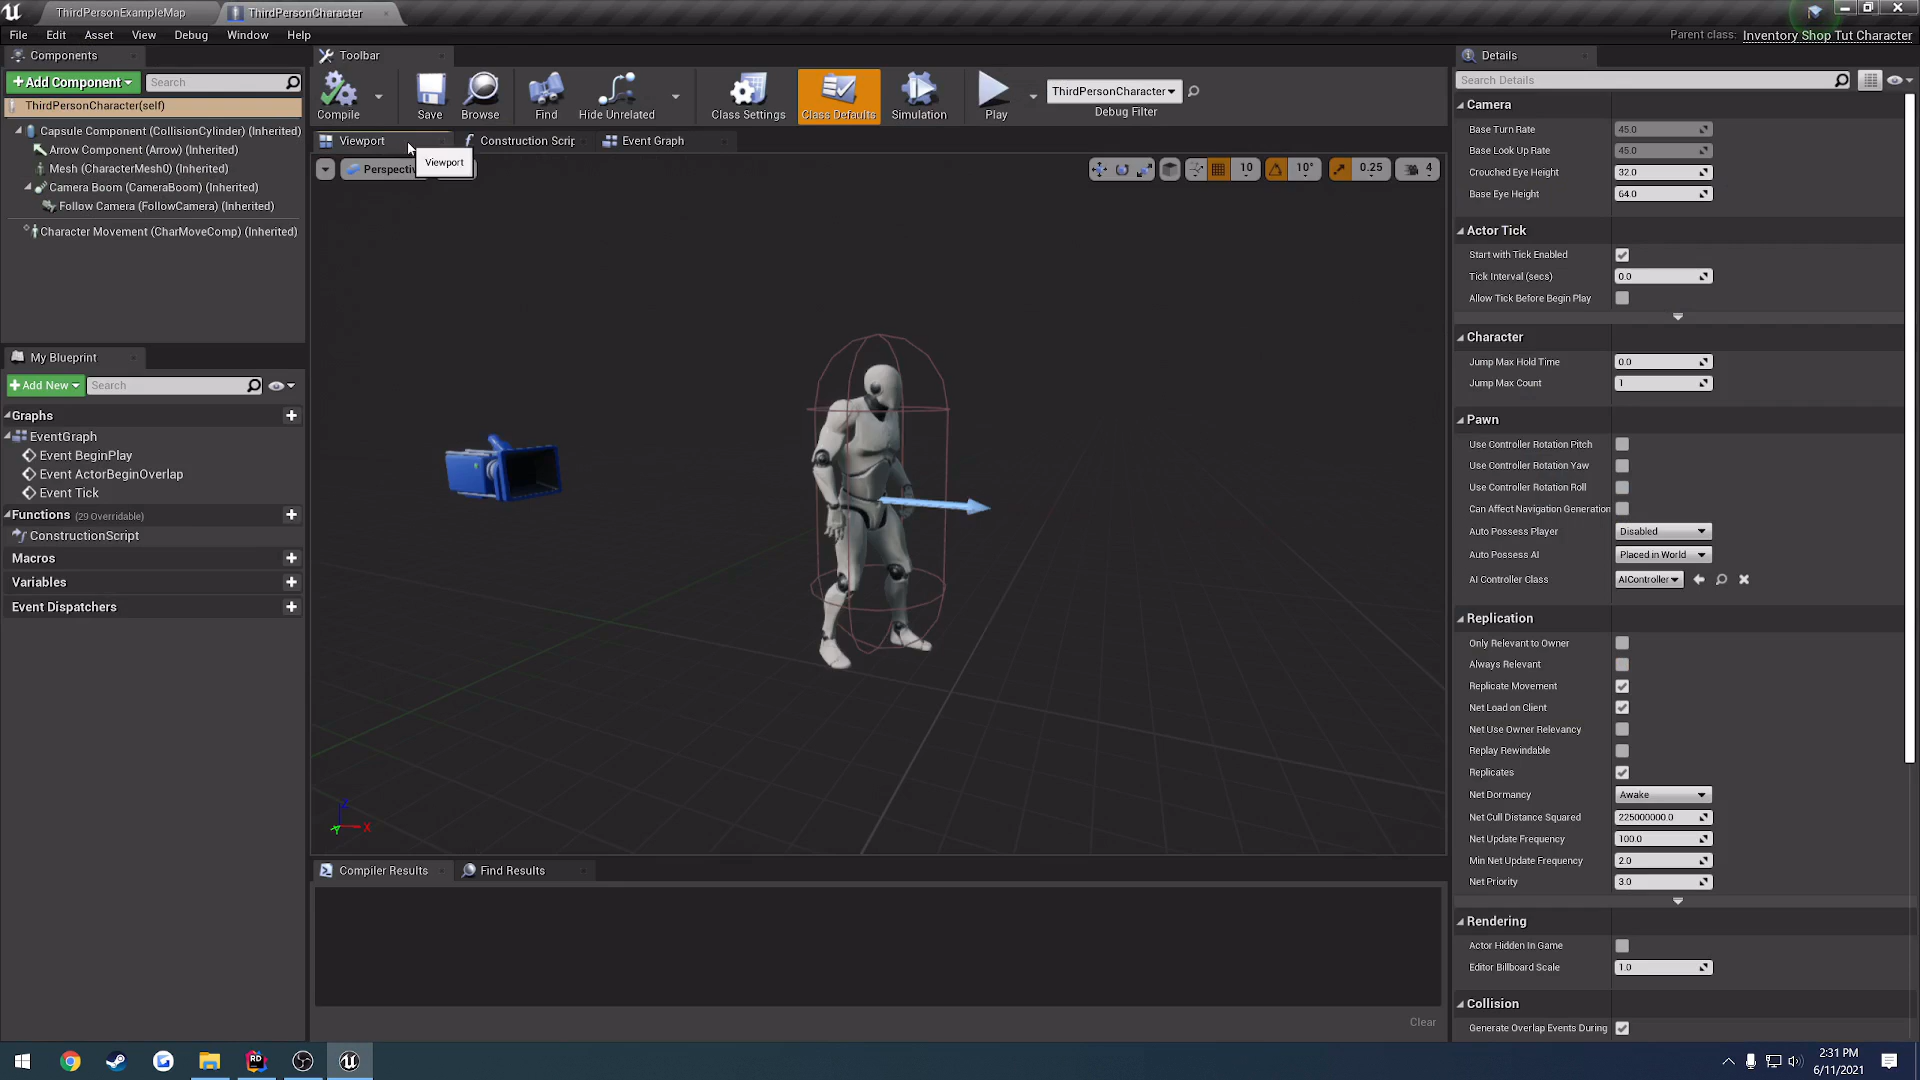 ThirdPersonExampleMap
ThirdPersonCharacter
File Edit Asset View Debug Window Help
Parent class: Inventory Shop Tut Character
Components
+ Add Component
Search
ThirdPersonCharacter(self)
Capsule Component (CollisionCylinder) (Inherited)
Arrow Component (Arrow) (Inherited)
Mesh (CharacterMesh0) (Inherited)
Camera Boom (CameraBoom) (Inherited)
Follow Camera (FollowCamera) (Inherited)
Character Movement (CharMoveComp) (Inherited)
My Blueprint
+ Add New
Search
Graphs
EventGraph
Event BeginPlay
Event ActorBeginOverlap
Event Tick
Functions (29 Overridable)
ConstructionScript
Macros
Variables
Event Dispatchers
Toolbar
Compile
Save
Browse
Find
Hide Unrelated
Class Settings
Class Defaults
Simulation
Play
ThirdPersonCharacter
Debug Filter
Viewport
Construction Scrip
Event Graph
Viewport
Perspectiv
10
10°
0.25
4
Z
Y
X
Compiler Results
Find Results
Clear
Details
Search Details
Camera
Base Turn Rate 45.0
Base Look Up Rate 45.0
Crouched Eye Height 32.0
Base Eye Height 64.0
Actor Tick
Start with Tick Enabled
Tick Interval (secs) 0.0
Allow Tick Before Begin Play
Character
Jump Max Hold Time 0.0
Jump Max Count 1
Pawn
Use Controller Rotation Pitch
Use Controller Rotation Yaw
Use Controller Rotation Roll
Can Affect Navigation Generation
Auto Possess Player Disabled
Auto Possess AI Placed in World
AI Controller Class AIController
Replication
Only Relevant to Owner
Always Relevant
Replicate Movement
Net Load on Client
Net Use Owner Relevancy
Replay Rewindable
Replicates
Net Dormancy Awake
Net Cull Distance Squared 225000000.0
Net Update Frequency 100.0
Min Net Update Frequency 2.0
Net Priority 3.0
Rendering
Actor Hidden In Game
Editor Billboard Scale 1.0
Collision
Generate Overlap Events During
RD
2:31 PM
6/11/2021